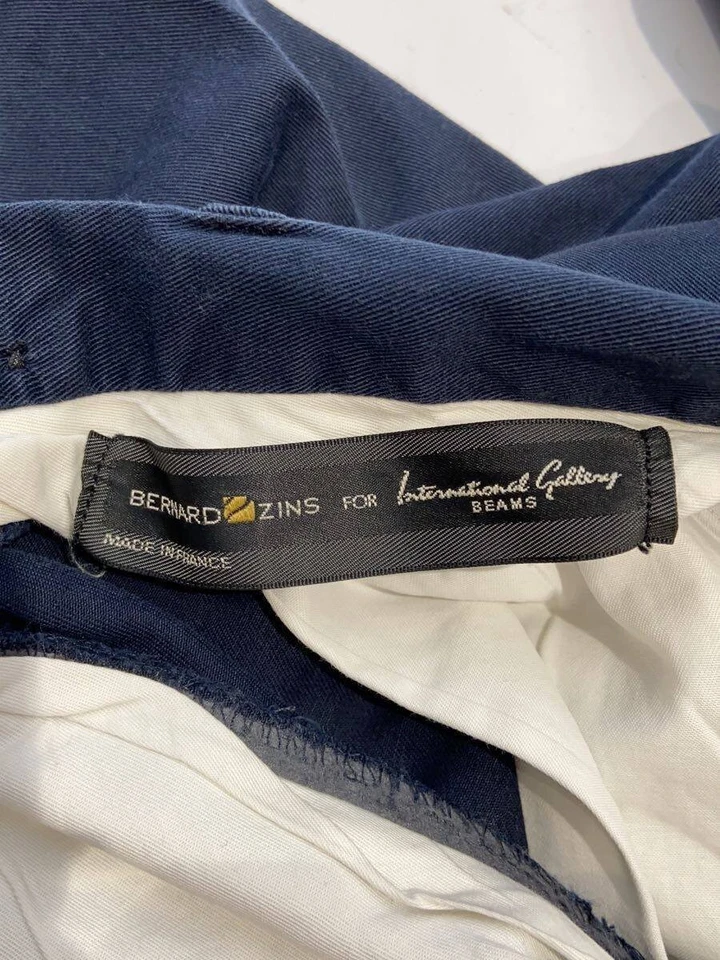 BERNARD ZINS FOR International Gallery
BEAMS
MADE IN FRANCE